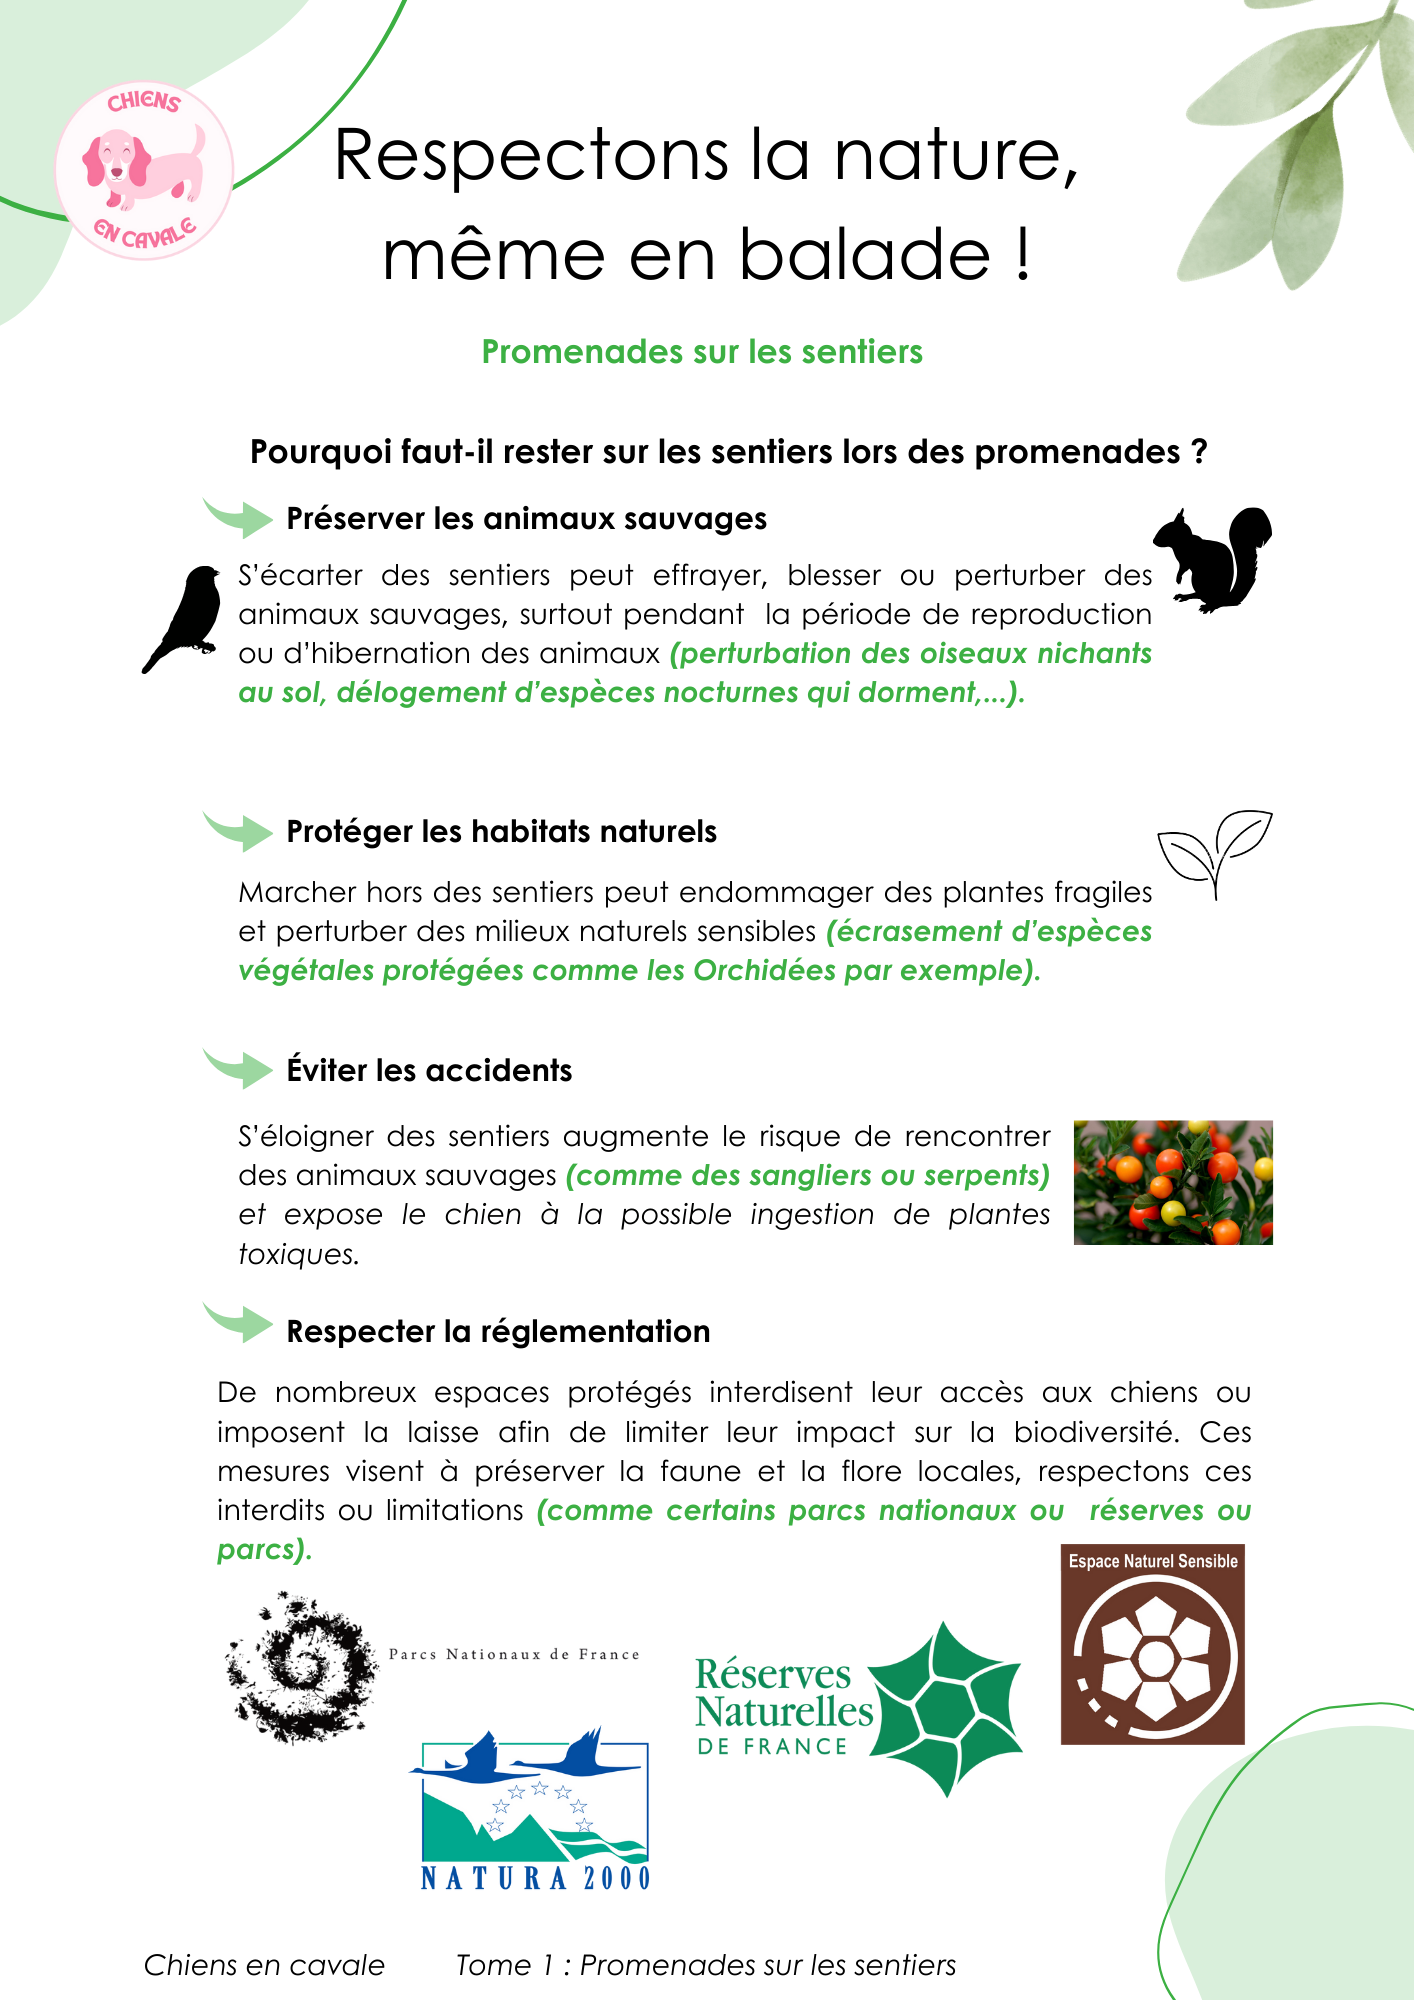 CHIENS
EN CAVALE
Respectons la nature,
même en balade !
Promenades sur les sentiers
Pourquoi faut-il rester sur les sentiers lors des promenades ?
Préserver les animaux sauvages
S’écarter des sentiers peut effrayer, blesser ou perturber des
animaux sauvages, surtout pendant  la période de reproduction
ou d’hibernation des animaux (perturbation des oiseaux nichants
au sol, délogement d’espèces nocturnes qui dorment,...).
Protéger les habitats naturels
Marcher hors des sentiers peut endommager des plantes fragiles
et perturber des milieux naturels sensibles (écrasement d’espèces
végétales protégées comme les Orchidées par exemple).
Éviter les accidents
S’éloigner des sentiers augmente le risque de rencontrer
des animaux sauvages (comme des sangliers ou serpents)
et expose le chien à la possible ingestion de plantes
toxiques.
Respecter la réglementation
De nombreux espaces protégés interdisent leur accès aux chiens ou
imposent la laisse afin de limiter leur impact sur la biodiversité. Ces
mesures visent à préserver la faune et la flore locales, respectons ces
interdits ou limitations (comme certains parcs nationaux ou  réserves ou
parcs).
Espace Naturel Sensible
Parcs Nationaux de France
Réserves
Naturelles
DE FRANCE
NATURA 2000
Chiens en cavale
Tome 1 : Promenades sur les sentiers